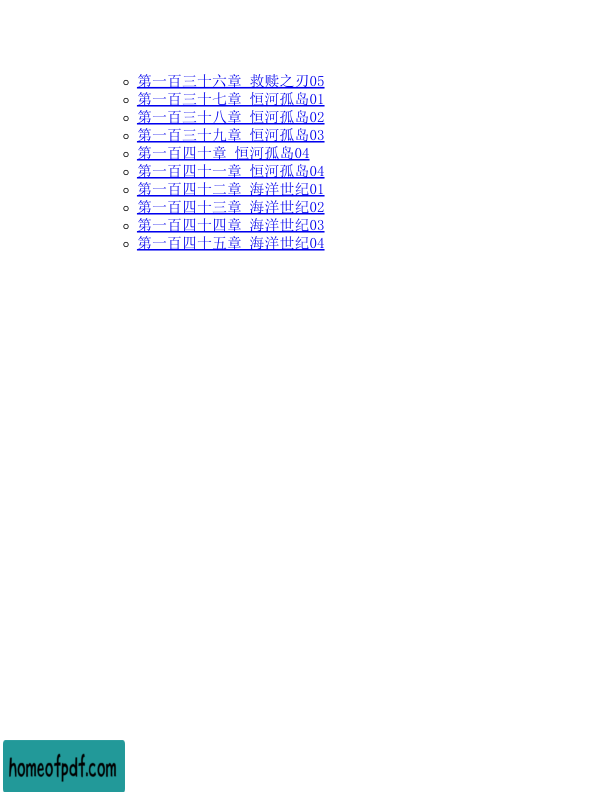 第一百三十六章 救赎之刃05
第一百三十七章 恒河孤岛01
第一百三十八章 恒河孤岛02
第一百三十九章 恒河孤岛03
第一百四十章 恒河孤岛04
第一百四十一章 恒河孤岛04
第一百四十二章 海洋世纪01
第一百四十三章 海洋世纪02
第一百四十四章 海洋世纪03
第一百四十五章 海洋世纪04
homeofpdf.com